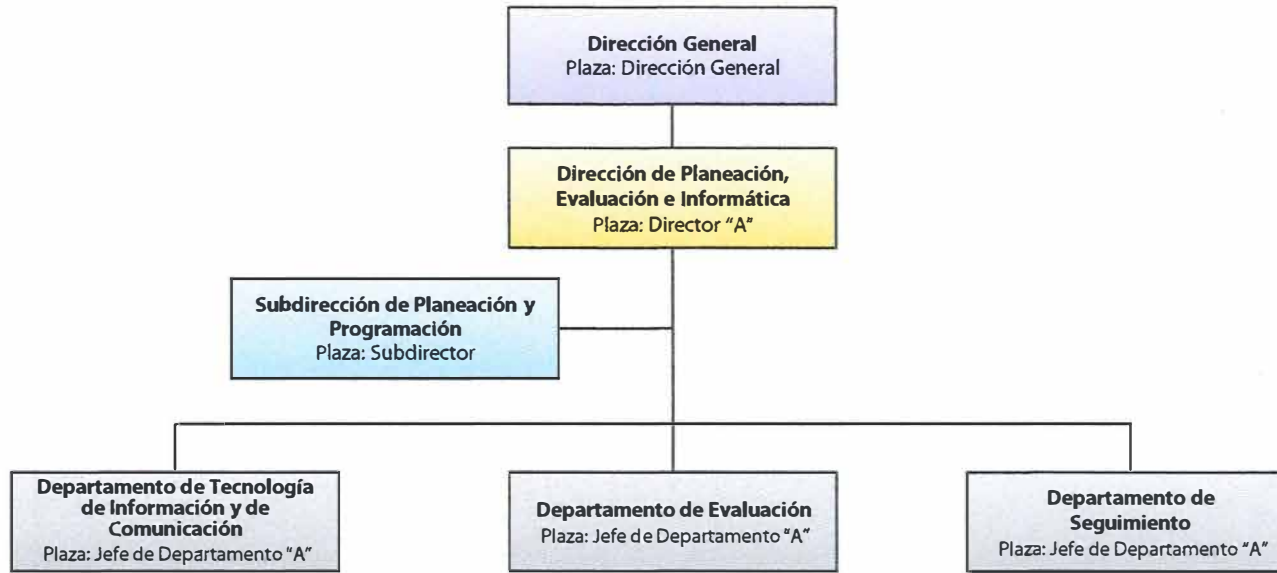 Dirección General
Plaza: Dirección General
Dirección de Planeación,
Evaluación e Informática
Plaza: Director "A"
Subdirección de Planeación y
Programación
Plaza: Subdirector
Departamento de Tecnología
de Información y de
Comunicación
Plaza: Jefe de Departamento "A"
Departamento de Evaluación
Plaza: Jefe de Departamento "A"
Departamento de
Seguimiento
Plaza: Jefe de Departamento "A"